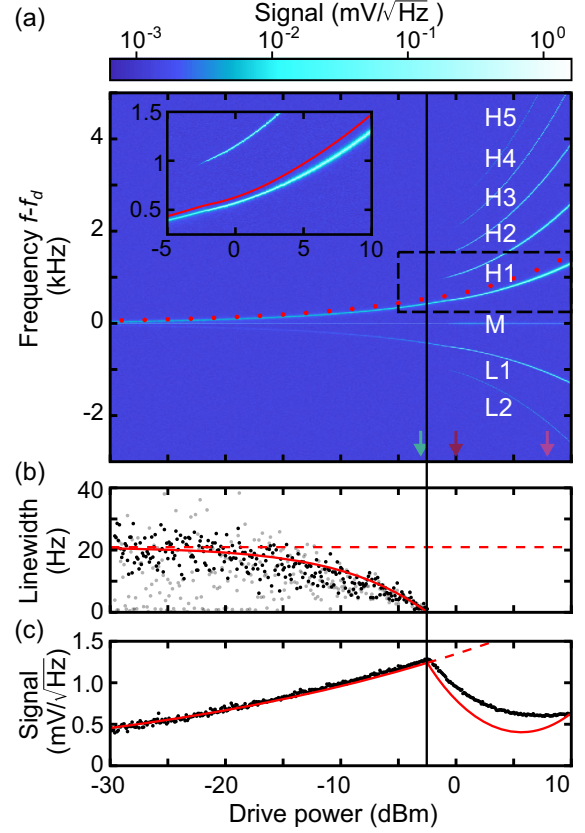 (a)
Signal (mV/√Hz)
10⁻³ 10⁻² 10⁻¹ 10⁰
Frequency f-f_d
(kHz)
4
2
0
-2
1.5
1
0.5
-5 0 5 10
H5
H4
H3
H2
H1
M
L1
L2
(b)
Linewidth
(Hz)
40
20
0
(c)
Signal
(mV/√Hz)
1.5
1.0
0.5
0
-30 -20 -10 0 10
Drive power (dBm)